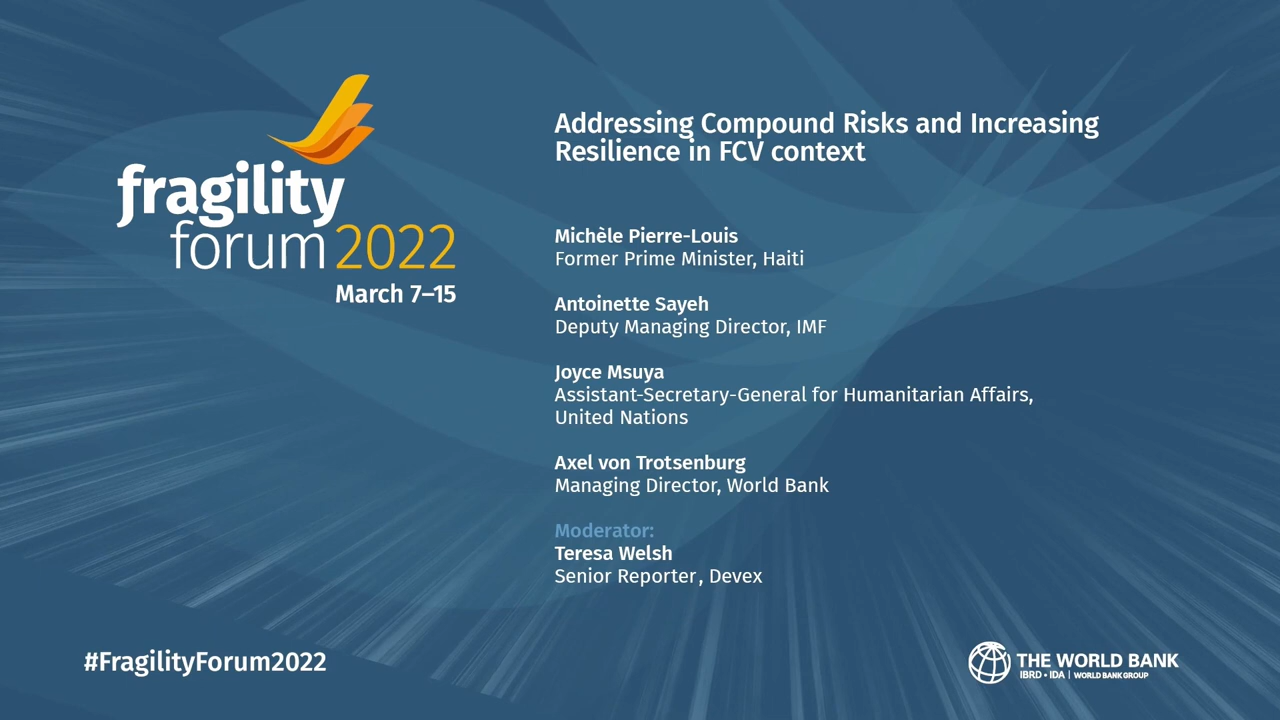 fragility
forum 2022
March 7–15
Addressing Compound Risks and Increasing
Resilience in FCV context
Michèle Pierre-Louis
Former Prime Minister, Haiti
Antoinette Sayeh
Deputy Managing Director, IMF
Joyce Msuya
Assistant-Secretary-General for Humanitarian Affairs,
United Nations
Axel von Trotsenburg
Managing Director, World Bank
Moderator:
Teresa Welsh
Senior Reporter, Devex
#FragilityForum2022
THE WORLD BANK
IBRD • IDA | WORLD BANK GROUP